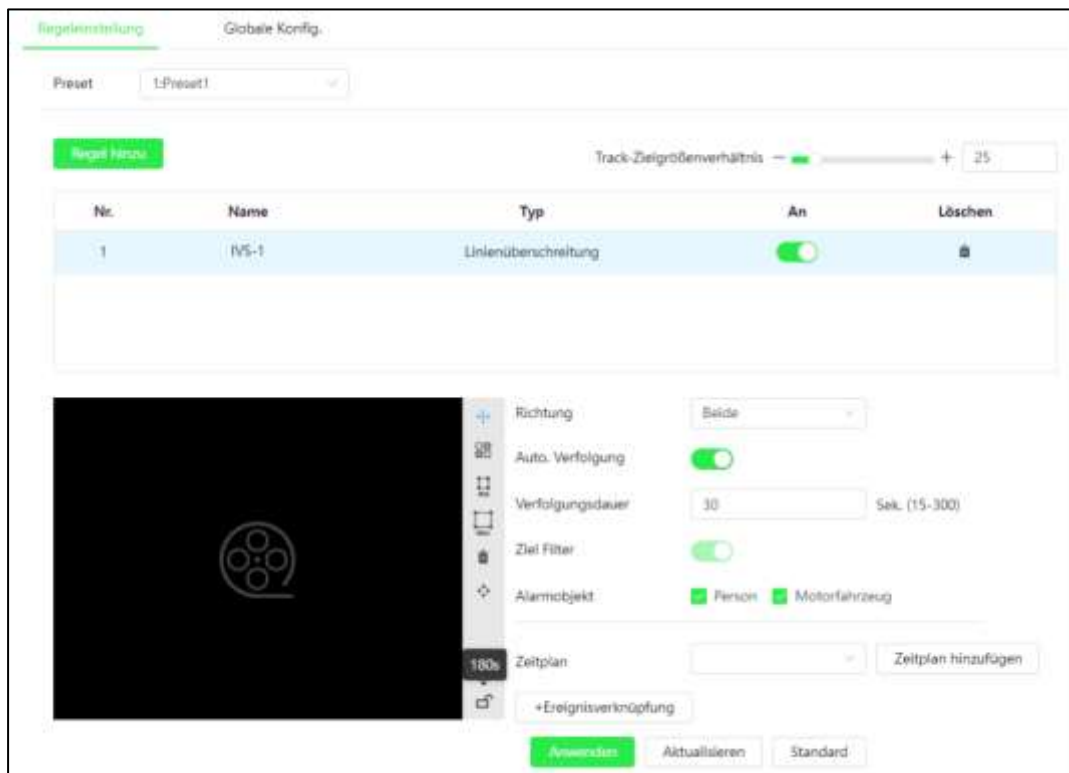 Regeleinstellung Globale Konfig.
Preset 1:Preset1
Regel hinzu Track-Zielgrößenverhältnis 25
Nr. Name Typ An Löschen
1 IVS-1 Linienüberschreitung
Richtung Beide
Auto. Verfolgung
Verfolgungsdauer 30 Sek. (15-300)
Ziel Filter
Alarmobjekt Person Motorfahrzeug
180s Zeitplan Zeitplan hinzufügen
+Ereignisverknüpfung
Anwenden Aktualisieren Standard